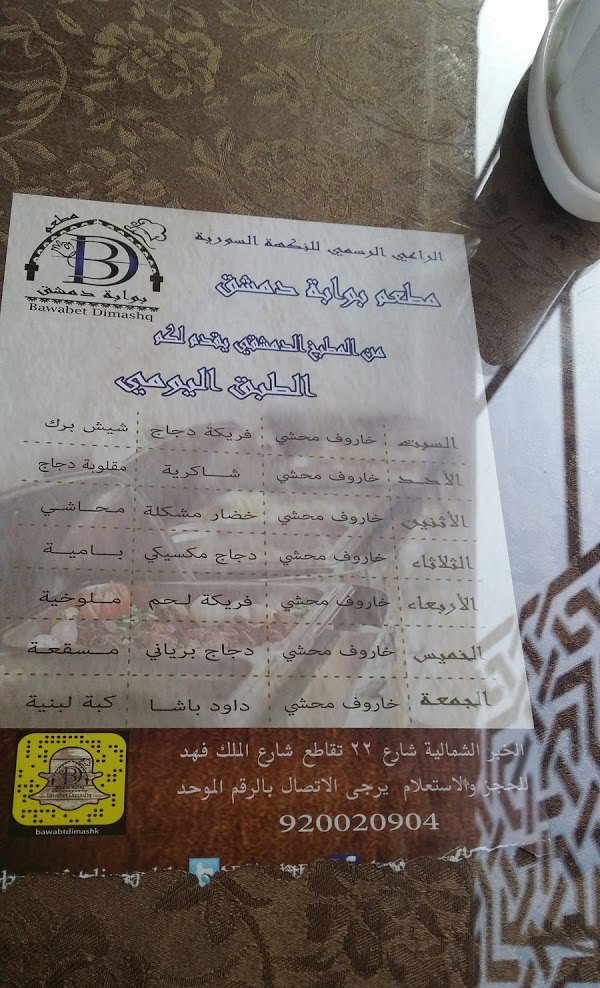 مطعم
BD
بوابة دمشق
Bawabet Dimashq
الراعي الرسمي للنكهة السورية
مطعم بوابة دمشق
من المطبخ الدمشقي يقدم لكم
الطبق اليومي
السبت خاروف محشي فريكة دجاج شيش برك
الأحد خاروف محشي شاكرية مقلوبة دجاج
الأثنين خاروف محشي خضار مشكلة محاشي
الثلاثاء خاروف محشي دجاج مكسيكي بامية
الأربعاء خاروف محشي فريكة لحم ملوخية
الخميس خاروف محشي دجاج برياني مسقعة
الجمعة خاروف محشي داود باشا كبة لبنية
الخبر الشمالية شارع ٢٢ تقاطع شارع الملك فهد
للحجز والاستعلام يرجى الاتصال بالرقم الموحد
920020904
bawabtdimashk